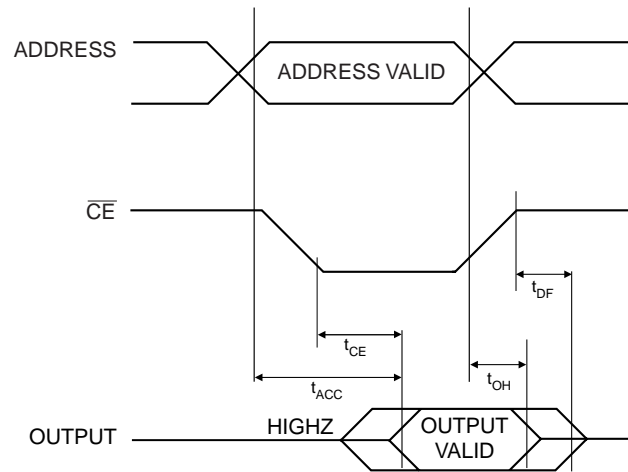 ADDRESS
ADDRESS VALID
CE
tDF
tCE
tACC
tOH
HIGHZ
OUTPUT
OUTPUT
VALID